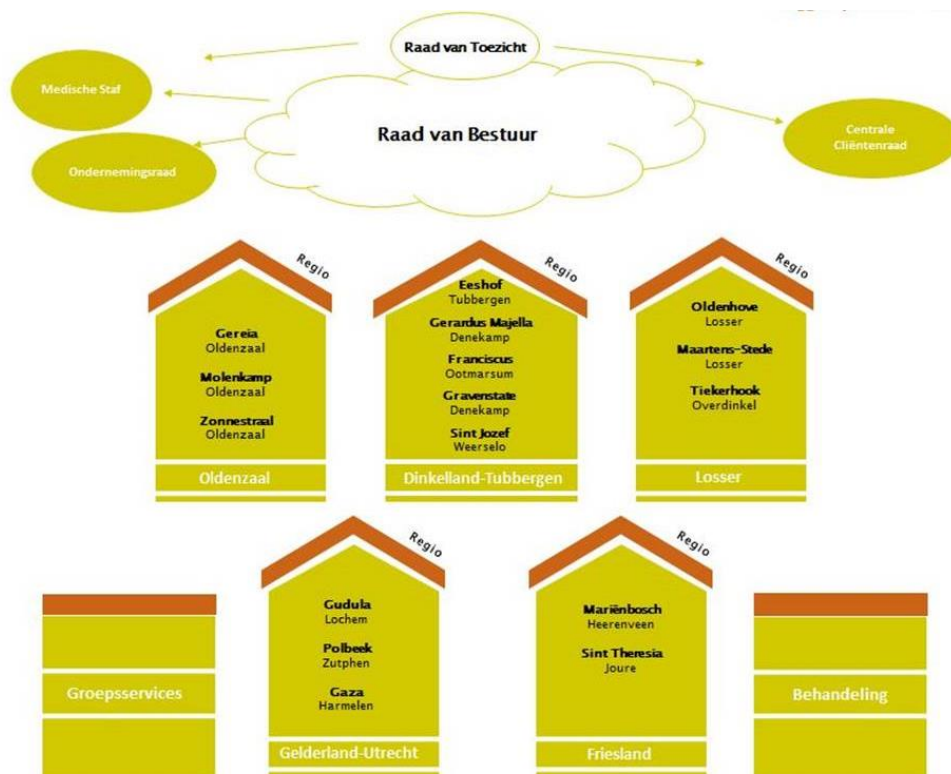 Raad van Toezicht
Medische Staf
Raad van Bestuur
Centrale
Cliëntenraad
Ondernemingsraad
Regio
Gereia
Oldenzaal
Molenkamp
Oldenzaal
Zonnestraal
Oldenzaal
Oldenzaal
Regio
Eeshof
Tubbergen
Gerardus Majella
Denekamp
Franciscus
Ootmarsum
Gravenstate
Denekamp
Sint Jozef
Weerselo
Dinkelland-Tubbergen
Regio
Oldenhove
Losser
Maartens-Stede
Losser
Tiekerhook
Overdinkel
Losser
Groepsservices
Regio
Gudula
Lochem
Polbeek
Zutphen
Gaza
Harmelen
Gelderland-Utrecht
Regio
Mariënbosch
Heerenveen
Sint Theresia
Joure
Friesland
Behandeling